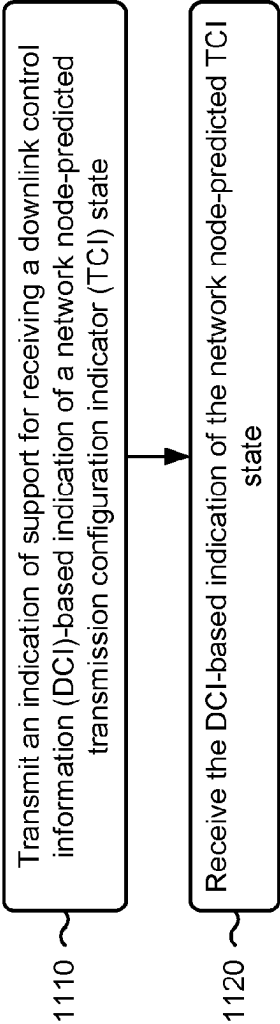 1110
Transmit an indication of support for receiving a downlink control
information (DCI)-based indication of a network node-predicted
transmission configuration indicator (TCI) state
1120
Receive the DCI-based indication of the network node-predicted TCI
state